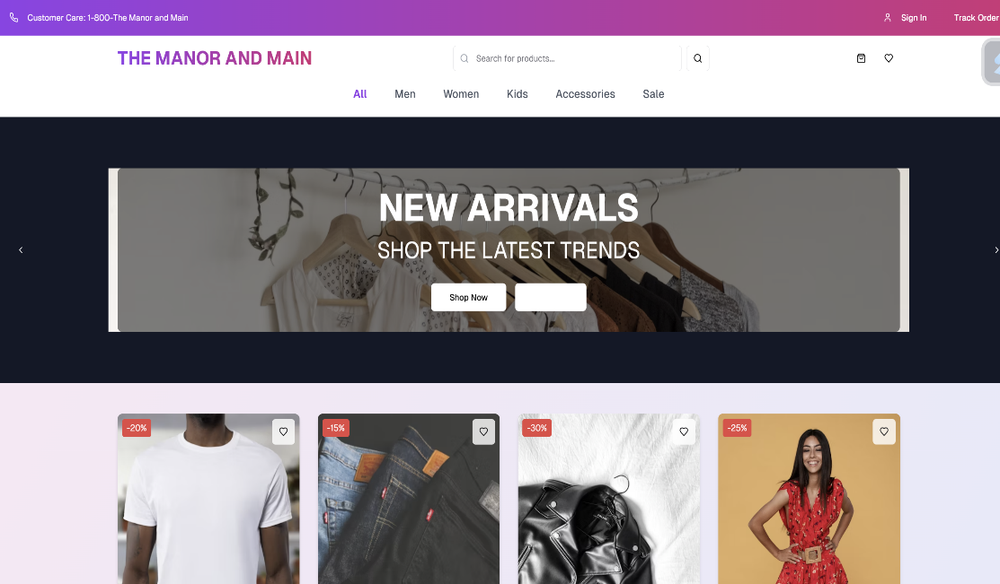 Customer Care: 1-800-The Manor and Main
Sign In
Track Order
THE MANOR AND MAIN
Search for products...
All
Men
Women
Kids
Accessories
Sale
NEW ARRIVALS
SHOP THE LATEST TRENDS
Shop Now
-20%
-15%
-30%
-25%